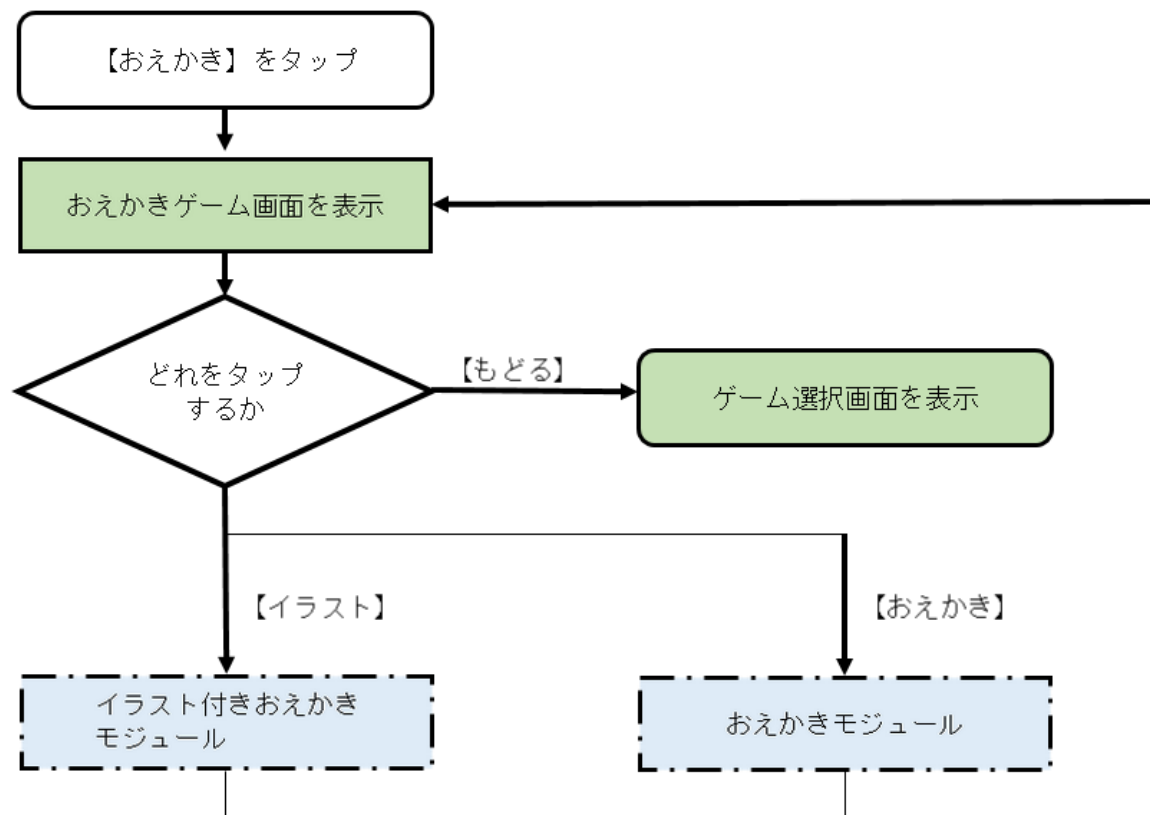 【おえかき】をタップ
おえかきゲーム画面を表示
どれをタップ
するか
【もどる】
ゲーム選択画面を表示
【イラスト】
【おえかき】
イラスト付きおえかき
モジュール
おえかきモジュール